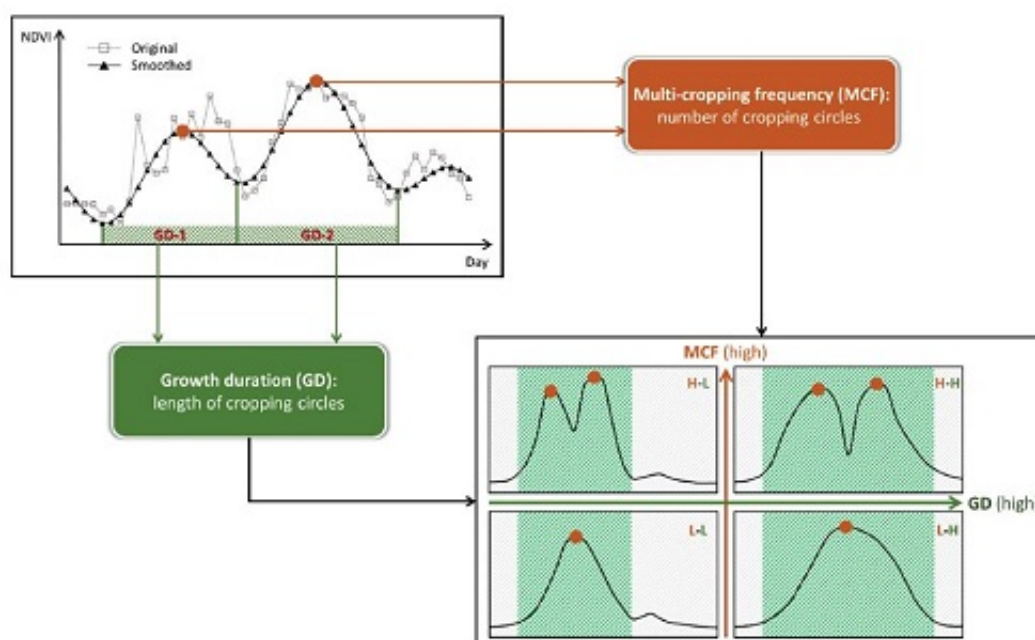 NDVI
Original
Smoothed
GD-1
GD-2
Day
Multi-cropping frequency (MCF):
number of cropping circles
Growth duration (GD):
length of cropping circles
MCF (high)
H-L
H-H
GD (high)
L-L
L-H